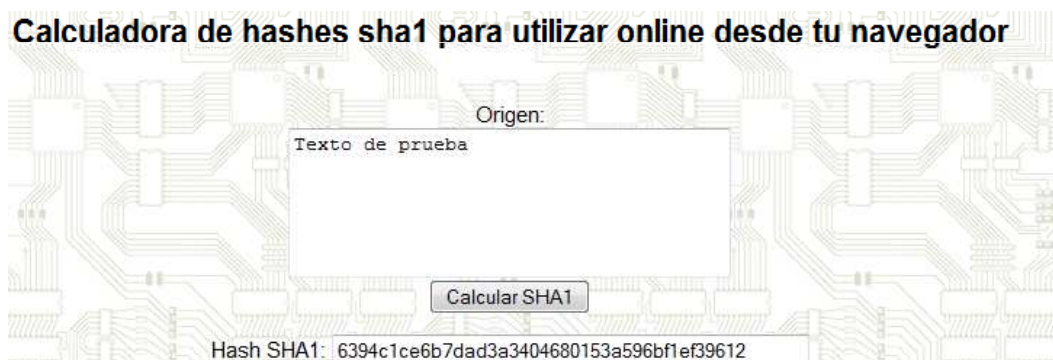 Calculadora de hashes sha1 para utilizar online desde tu navegador
Origen:
Texto de prueba
Calcular SHA1
Hash SHA1: 6394c1ce6b7dad3a3404680153a596bf1ef39612